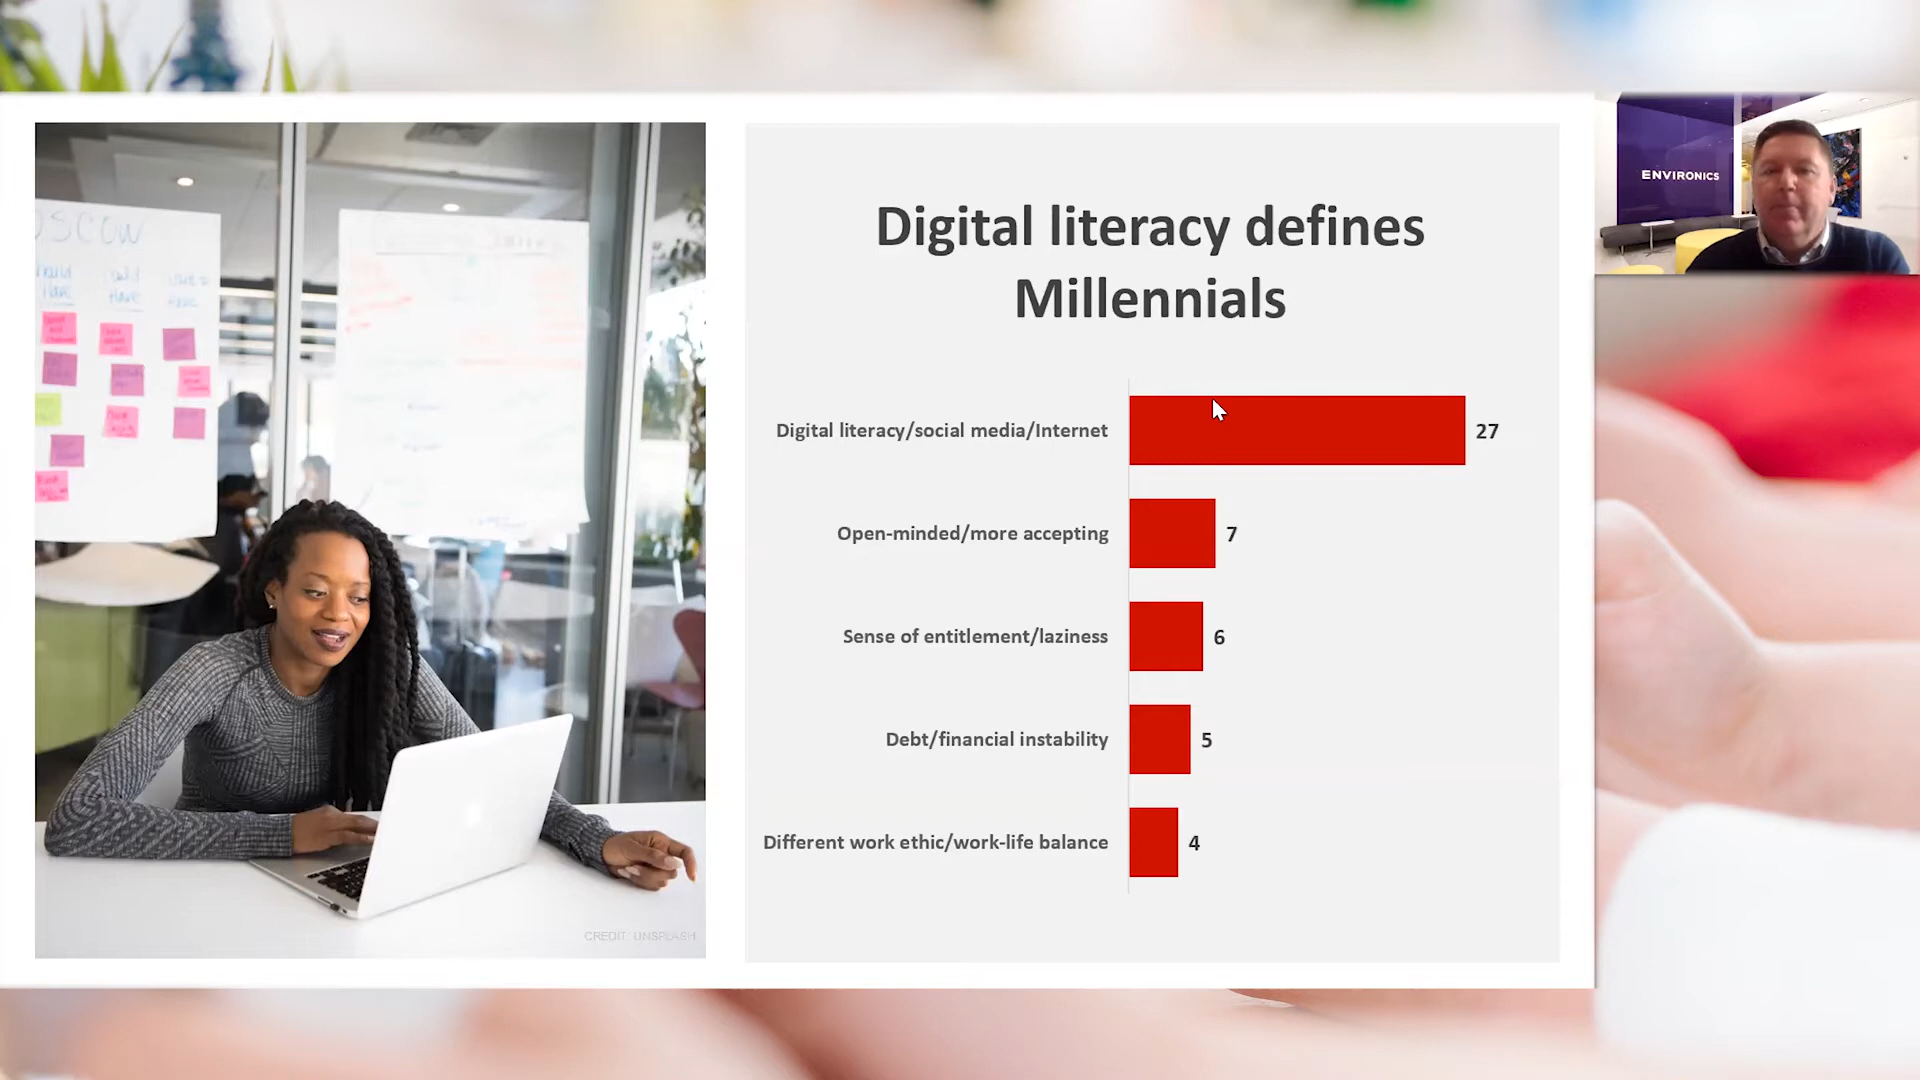 ENVIRONICS
Digital literacy defines
Millennials
Digital literacy/social media/Internet 27
Open-minded/more accepting 7
Sense of entitlement/laziness 6
Debt/financial instability 5
Different work ethic/work-life balance 4
CREDIT: UNSPLASH